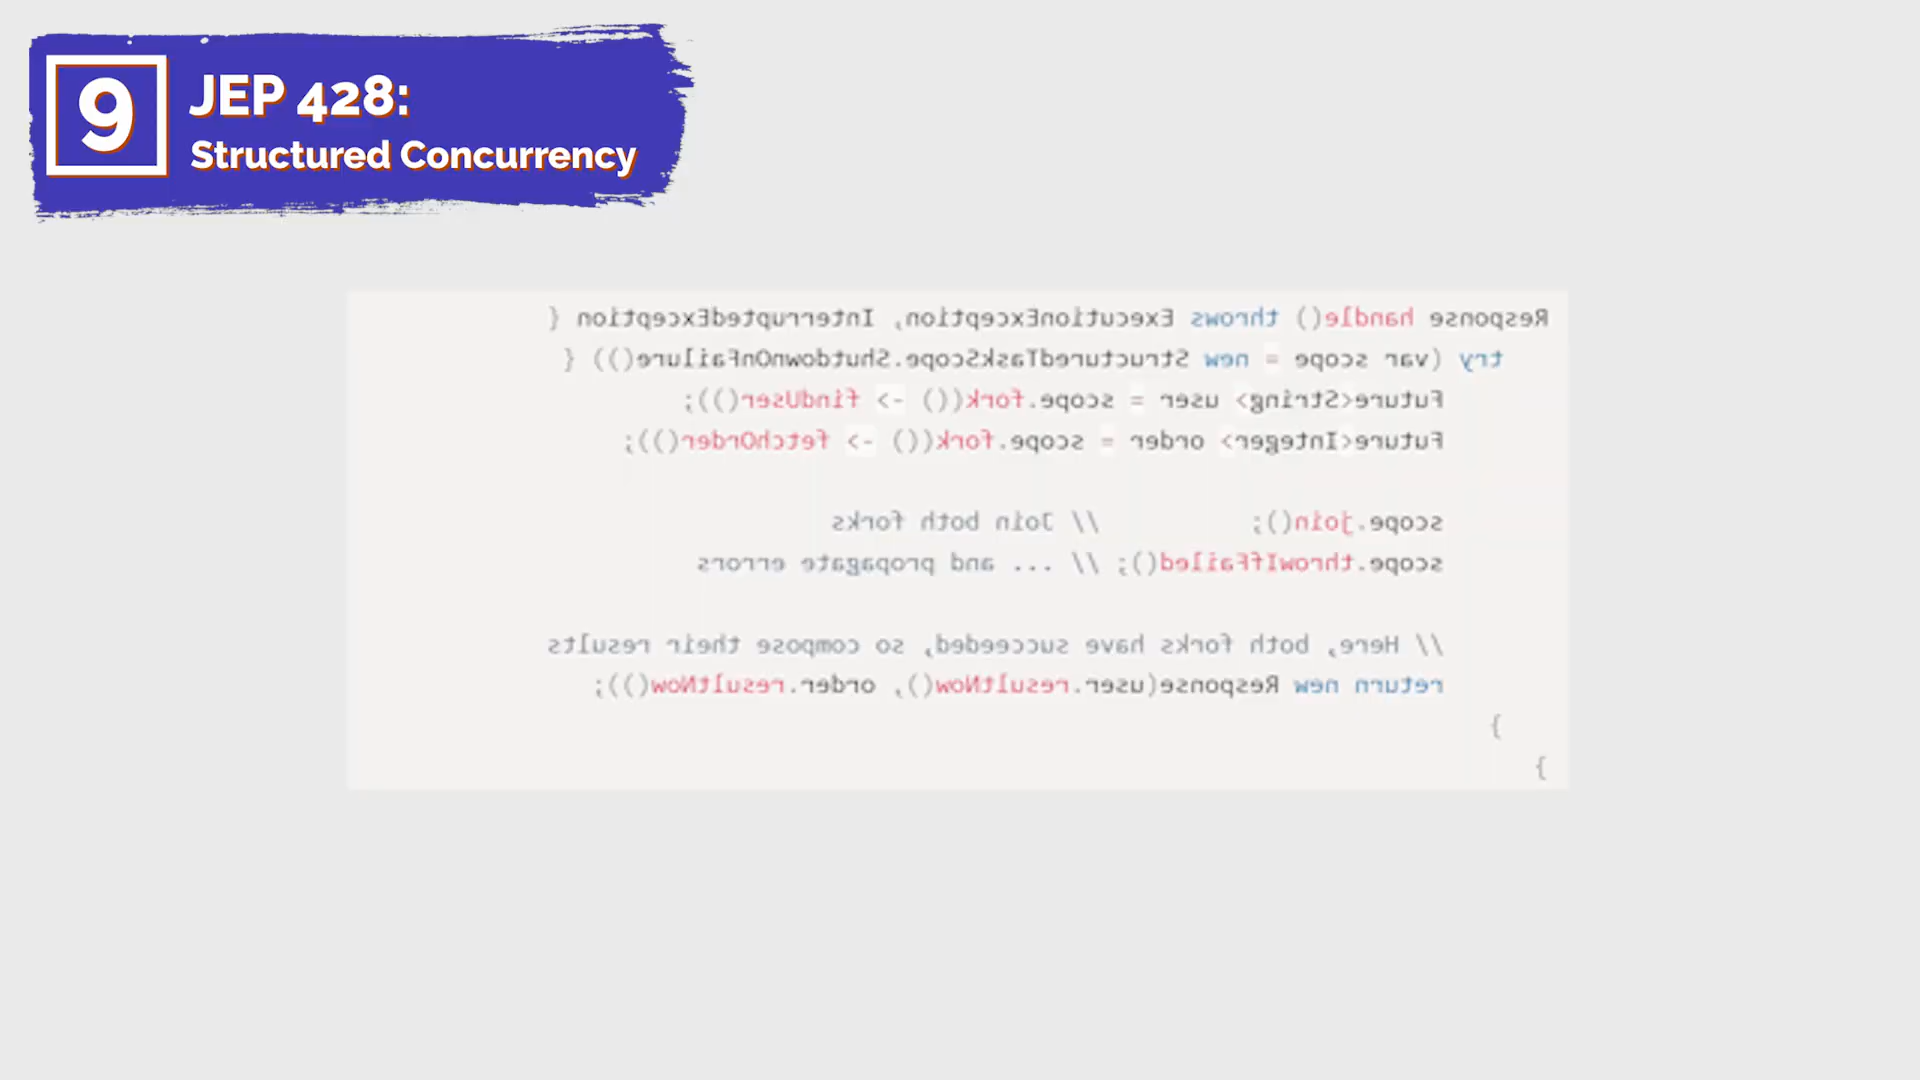 9
JEP 428:
Structured Concurrency
Response handle() throws ExecutionException, InterruptedException {
try (var scope = new StructuredTaskScope.ShutdownOnFailure()) {
Future<String> user = scope.fork(() -> findUser());
Future<Integer> order = scope.fork(() -> fetchOrder());
scope.join(); // Join both forks
scope.throwIfFailed(); // ... and propagate errors
// Here, both forks have succeeded, so compose their results
return new Response(user.resultNow(), order.resultNow());
}
}